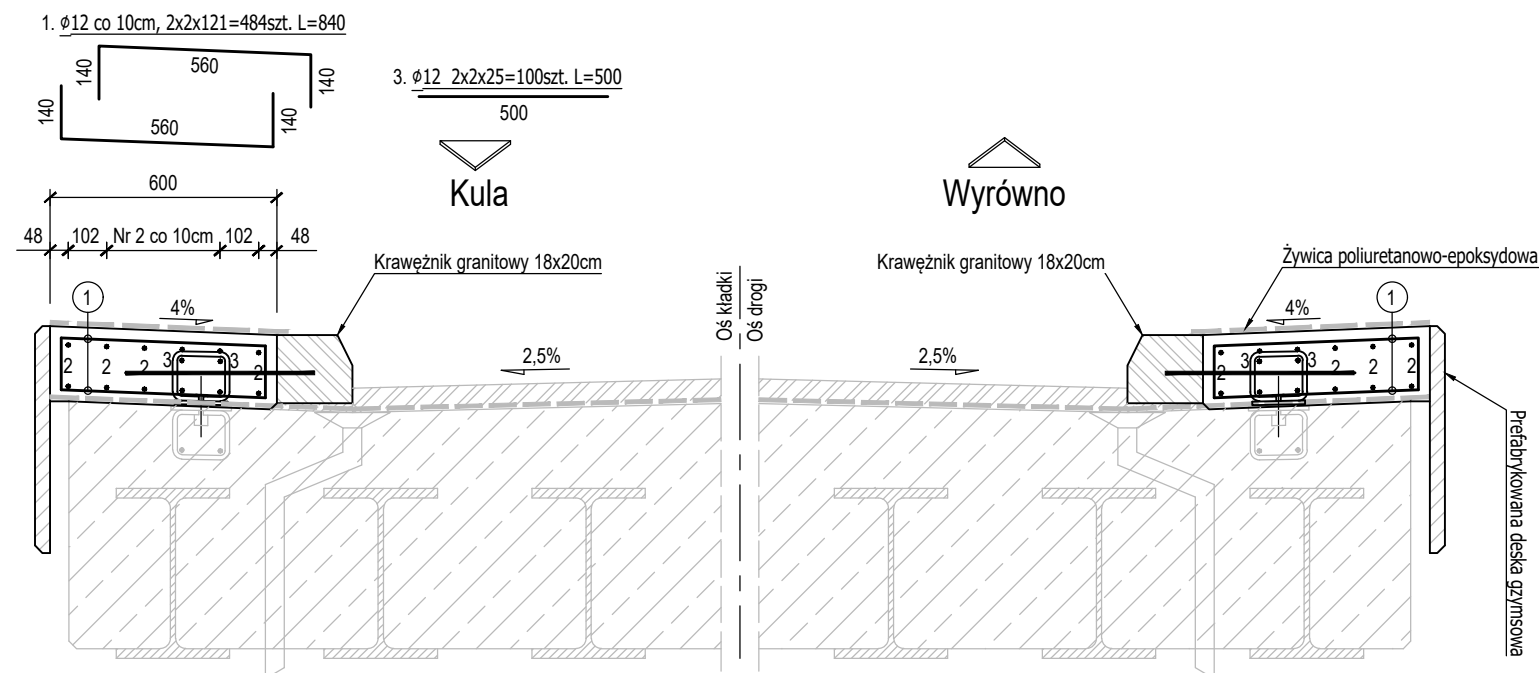 1. ϕ12 co 10cm, 2x2x121=484szt. L=840
140
560
140
140
560
140
3. ϕ12 2x2x25=100szt. L=500
500
Kula
Wyrówno
600
48
102
Nr 2 co 10cm
102
48
Krawężnik granitowy 18x20cm
Krawężnik granitowy 18x20cm
Żywica poliuretanowo-epoksydowa
1
4%
Oś kładki
Oś drogi
4%
1
2
2
2
3
3
2
2,5%
2,5%
2
3
3
2
2
2
Prefabrykowana deska gzymsowa